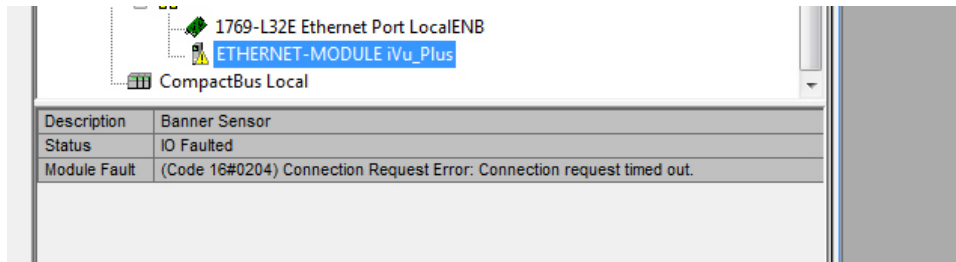 1769-L32E Ethernet Port LocalENB
ETHERNET-MODULE iVu_Plus
CompactBus Local
Description Banner Sensor
Status IO Faulted
Module Fault (Code 16#0204) Connection Request Error: Connection request timed out.